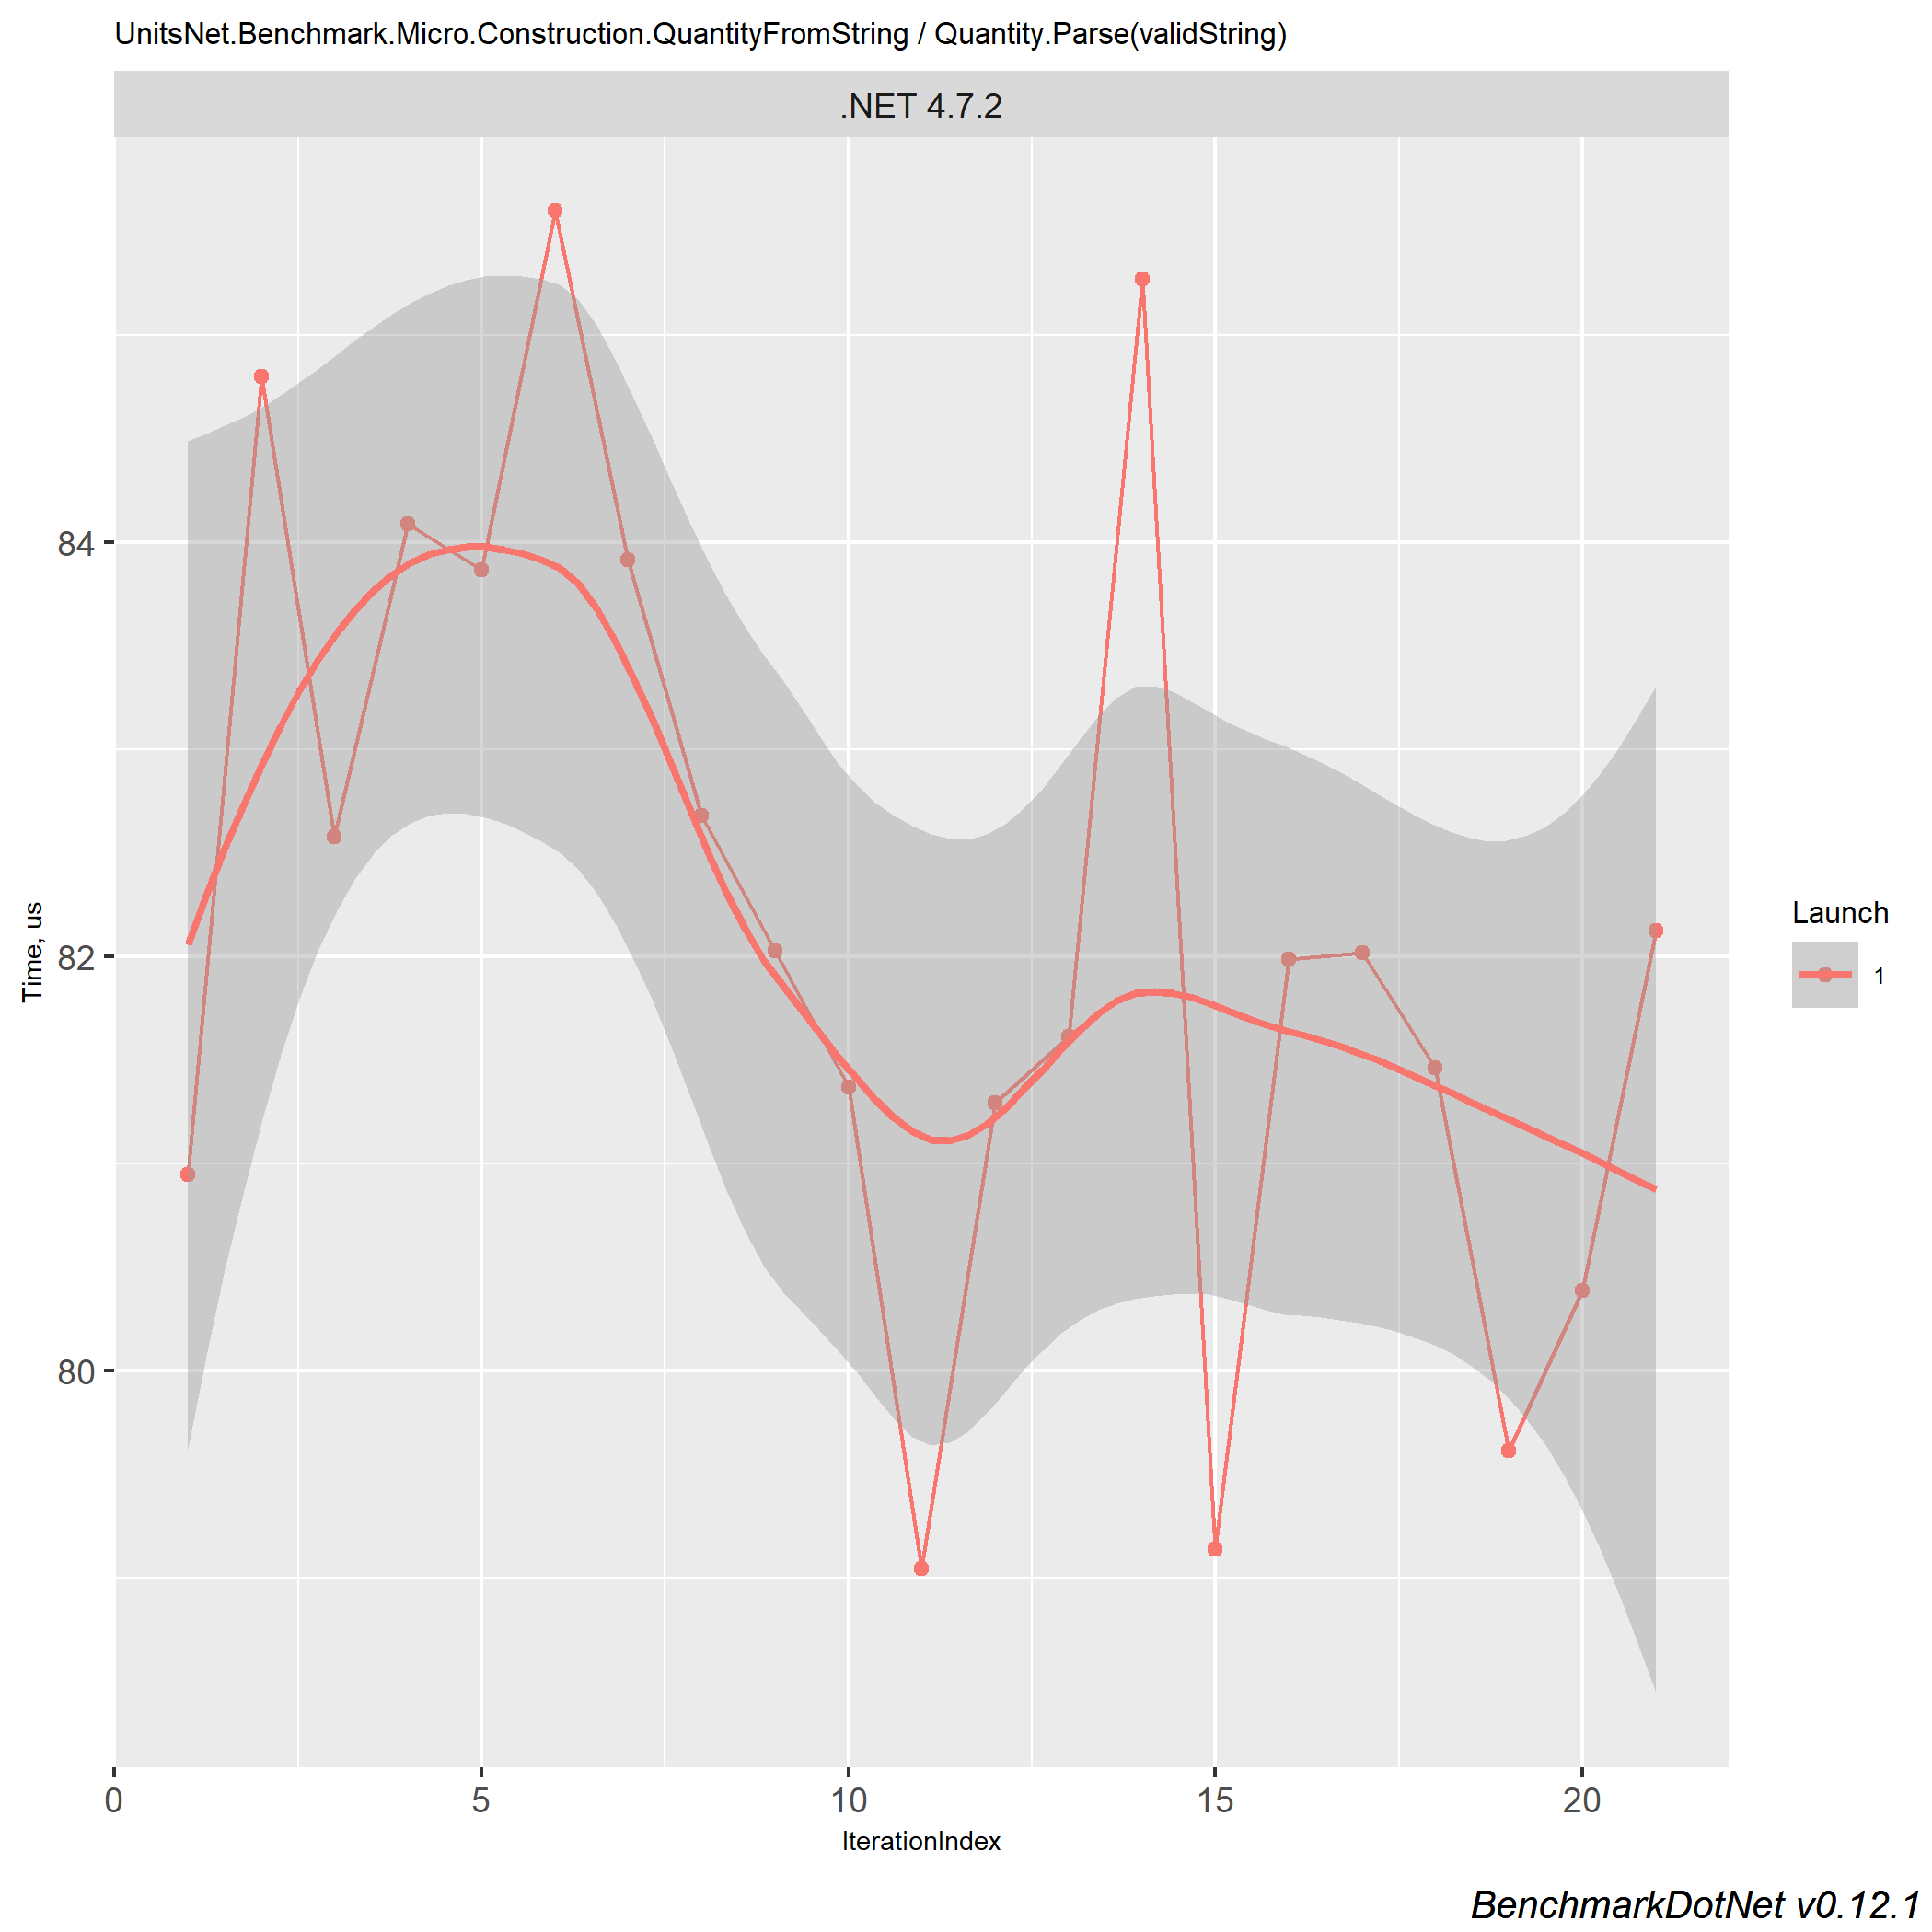 UnitsNet.Benchmark.Micro.Construction.QuantityFromString / Quantity.Parse(validString)
.NET 4.7.2
84
82
80
Time, us
0 5 10 15 20
IterationIndex
Launch
1
BenchmarkDotNet v0.12.1